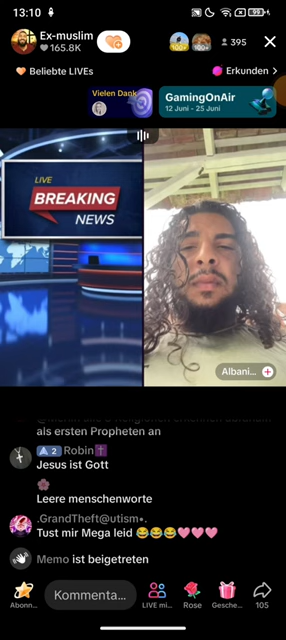 13:10
Ex-muslim
165.8K
100+
100+
395
Beliebte LIVEs
Erkunden
Vielen Dank
GamingOnAir
12 Juni - 25 Juni
LIVE
BREAKING
NEWS
Albani...
als ersten Propheten an
2 Robin
Jesus ist Gott
Leere menschenworte
.GrandTheft@utism•.
Tust mir Mega leid 😂😂😂🩷🩷🩷
Memo ist beigetreten
Kommenta...
Abonn...
LIVE mi...
Rose
Gesche...
105